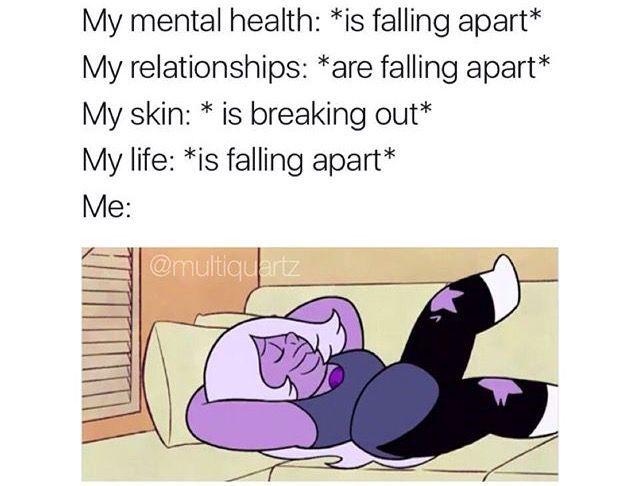 My mental health: *is falling apart*
My relationships: *are falling apart*
My skin: * is breaking out*
My life: *is falling apart*
Me:
@multiquartz